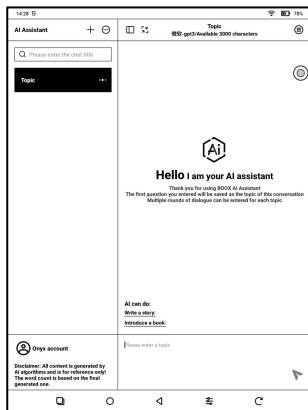 14:28
78%
AI Assistant
Topic
微软-gpt3/Available 3000 characters
Please enter the chat title
Topic
Ai
Hello I am your AI assistant
Thank you for using BOOX AI Assistant
The first question you entered will be saved as the topic of this conversation
Multiple rounds of dialogue can be entered for each topic
AI can do:
Write a story:
Introduce a book:
Onyx account
Please enter a topic
Disclaimer: All content is generated by
AI algorithms and is for reference only!
The word count is based on the final
generated one.